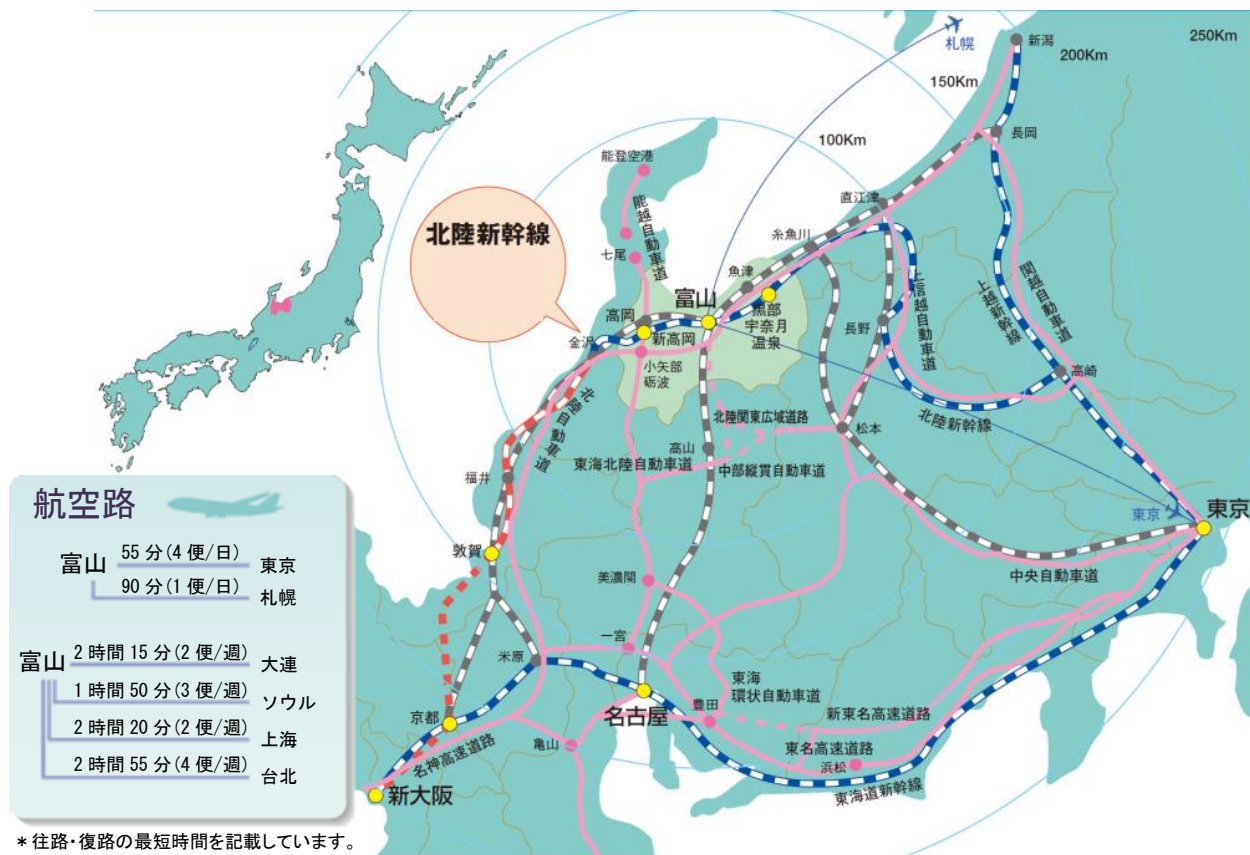 札幌
新潟
250Km
200Km
150Km
長岡
100Km
能登空港
直江津
能越自動車道
糸魚川
北陸新幹線
七尾
魚津
上信越自動車道
上越新幹線
関越自動車道
富山
高岡
黒部
宇奈月
温泉
長野
金沢
新高岡
小矢部
砺波
高崎
北陸自動車道
北陸関東広域道路
北陸新幹線
松本
高山
東海北陸自動車道
中部縦貫自動車道
福井
東京
東京
敦賀
中央自動車道
美濃関
一宮
米原
東海
環状自動車道
京都
名古屋
豊田
新東名高速道路
亀山
東名高速道路
名神高速道路
浜松
新大阪
東海道新幹線
航空路
富山 55 分(4 便/日) 東京
90 分(1 便/日) 札幌
富山 2 時間 15 分(2 便/週) 大連
1 時間 50 分(3 便/週) ソウル
2 時間 20 分(2 便/週) 上海
2 時間 55 分(4 便/週) 台北
*往路・復路の最短時間を記載しています。